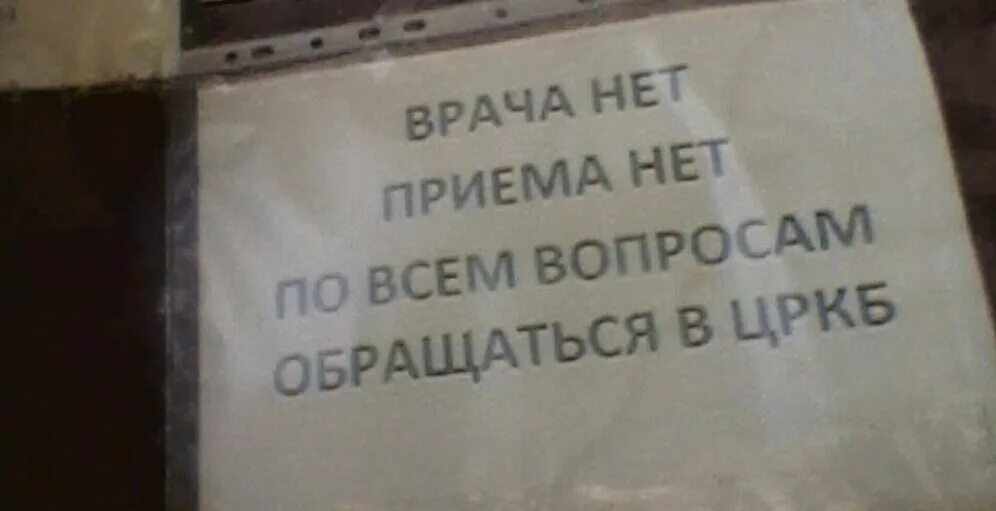 ВРАЧА НЕТ
ПРИЕМА НЕТ
ПО ВСЕМ ВОПРОСАМ
ОБРАЩАТЬСЯ В ЦРКБ